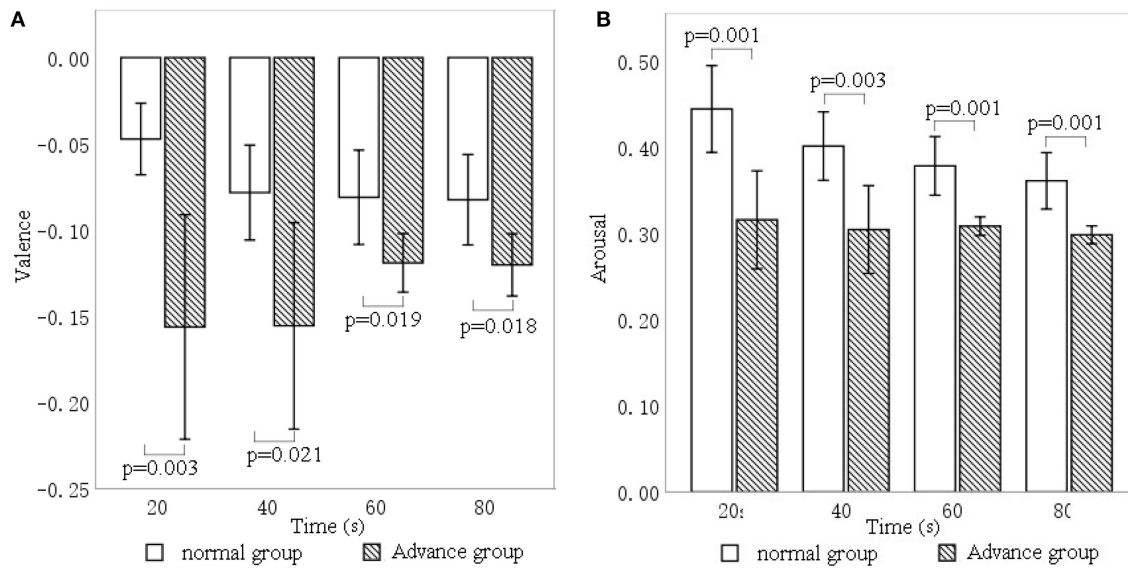 A
0.00
-0.05
-0.10
-0.15
-0.20
-0.25
Valence
p=0.003
p=0.021
p=0.019
p=0.018
20 40 60 80
Time (s)
normal group Advance group
B
0.50
0.40
0.30
0.20
0.10
0.00
Arousal
p=0.001
p=0.003
p=0.001
p=0.001
20s 40 60 80
Time (s)
normal group Advance group